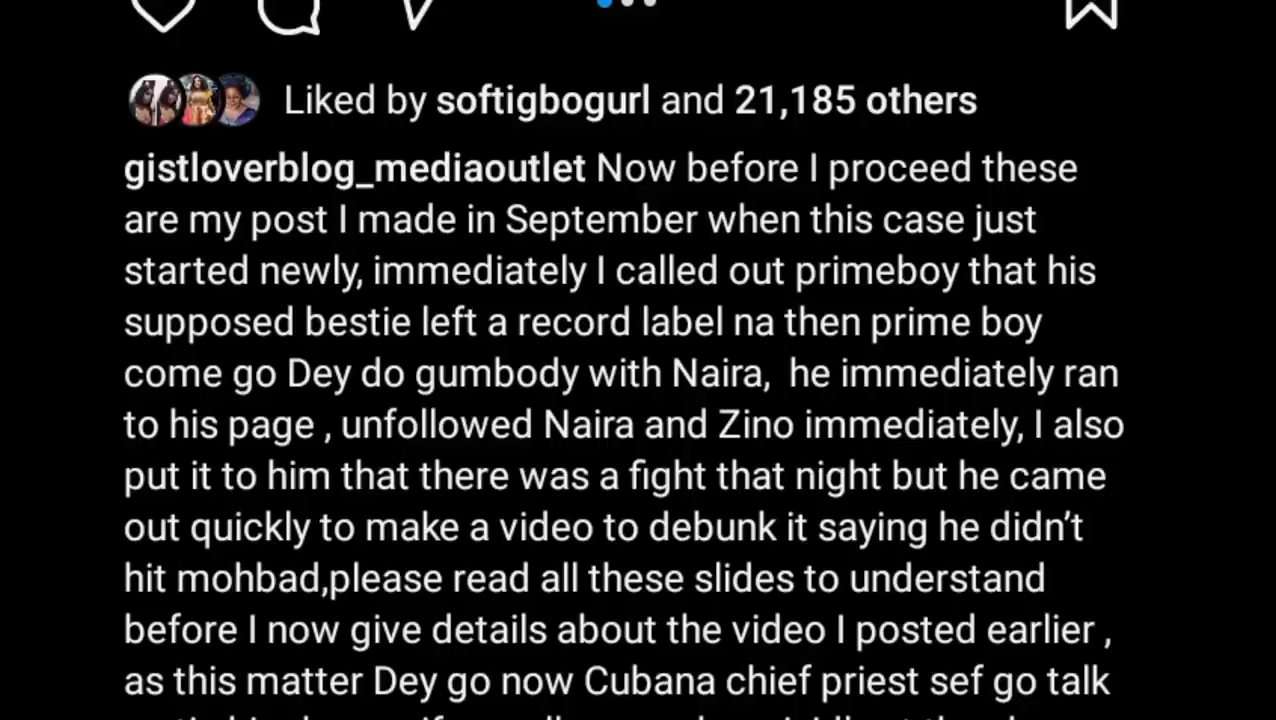 Liked by softigbogurl and 21,185 others
gistloverblog_mediaoutlet Now before I proceed these
are my post I made in September when this case just
started newly, immediately I called out primeboy that his
supposed bestie left a record label na then prime boy
come go Dey do gumbody with Naira,  he immediately ran
to his page , unfollowed Naira and Zino immediately, I also
put it to him that there was a fight that night but he came
out quickly to make a video to debunk it saying he didn’t
hit mohbad,please read all these slides to understand
before I now give details about the video I posted earlier ,
as this matter Dey go now Cubana chief priest sef go talk